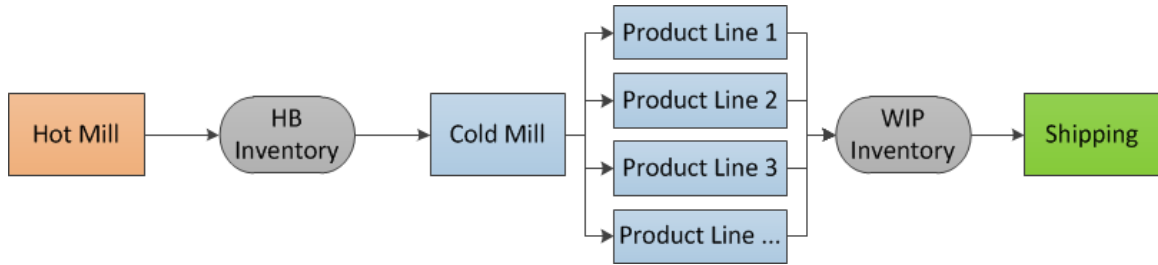 Hot Mill
HB
Inventory
Cold Mill
Product Line 1
Product Line 2
Product Line 3
Product Line ...
WIP
Inventory
Shipping